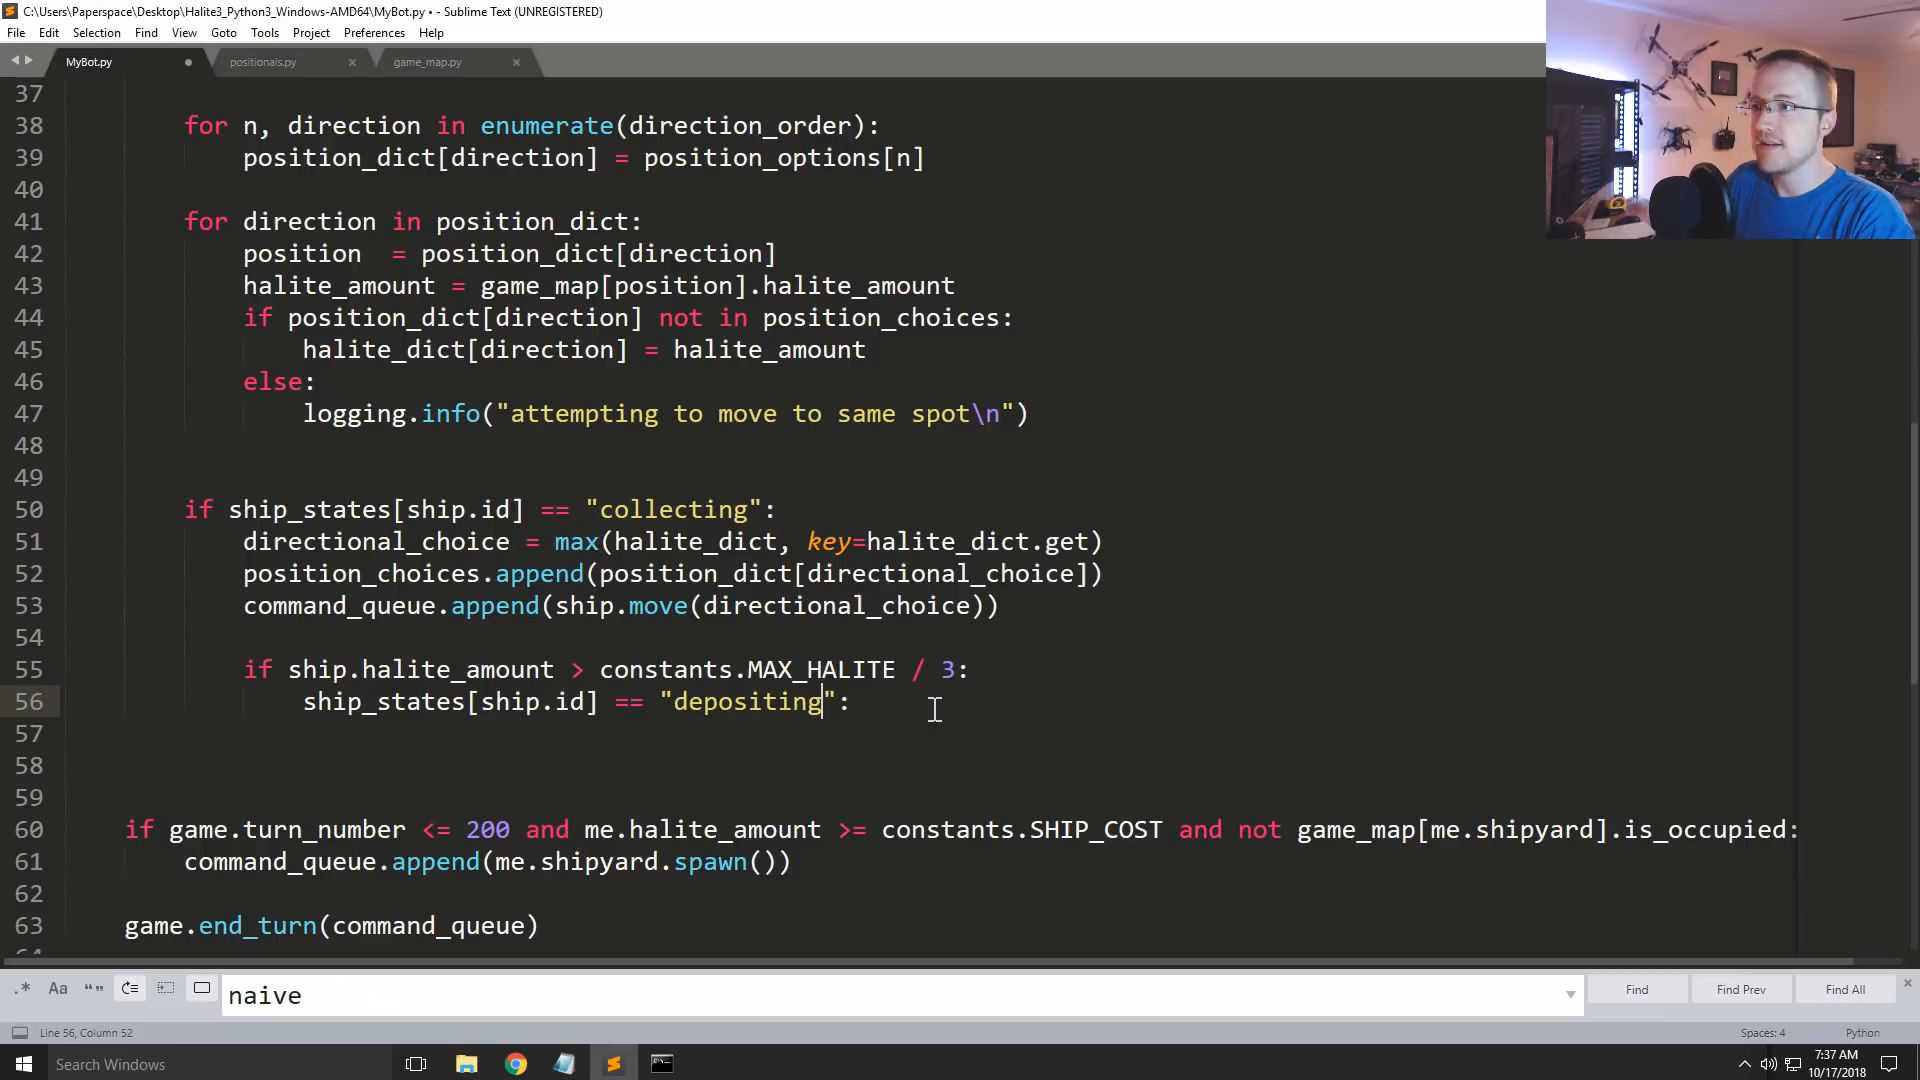 C:\Users\Paperspace\Desktop\Halite3_Python3_Windows-AMD64\MyBot.py • - Sublime Text (UNREGISTERED)
File Edit Selection Find View Goto Tools Project Preferences Help
MyBot.py positionals.py game_map.py
37
38 for n, direction in enumerate(direction_order):
39 position_dict[direction] = position_options[n]
40
41 for direction in position_dict:
42 position  = position_dict[direction]
43 halite_amount = game_map[position].halite_amount
44 if position_dict[direction] not in position_choices:
45 halite_dict[direction] = halite_amount
46 else:
47 logging.info("attempting to move to same spot\n")
48
49
50 if ship_states[ship.id] == "collecting":
51 directional_choice = max(halite_dict, key=halite_dict.get)
52 position_choices.append(position_dict[directional_choice])
53 command_queue.append(ship.move(directional_choice))
54
55 if ship.halite_amount > constants.MAX_HALITE / 3:
56 ship_states[ship.id] == "depositing":
57
58
59
60 if game.turn_number <= 200 and me.halite_amount >= constants.SHIP_COST and not game_map[me.shipyard].is_occupied:
61 command_queue.append(me.shipyard.spawn())
62
63 game.end_turn(command_queue)
64
.* Aa “” naive Find Find Prev Find All
Line 56, Column 52 Spaces: 4 Python
Search Windows 7:37 AM
10/17/2018